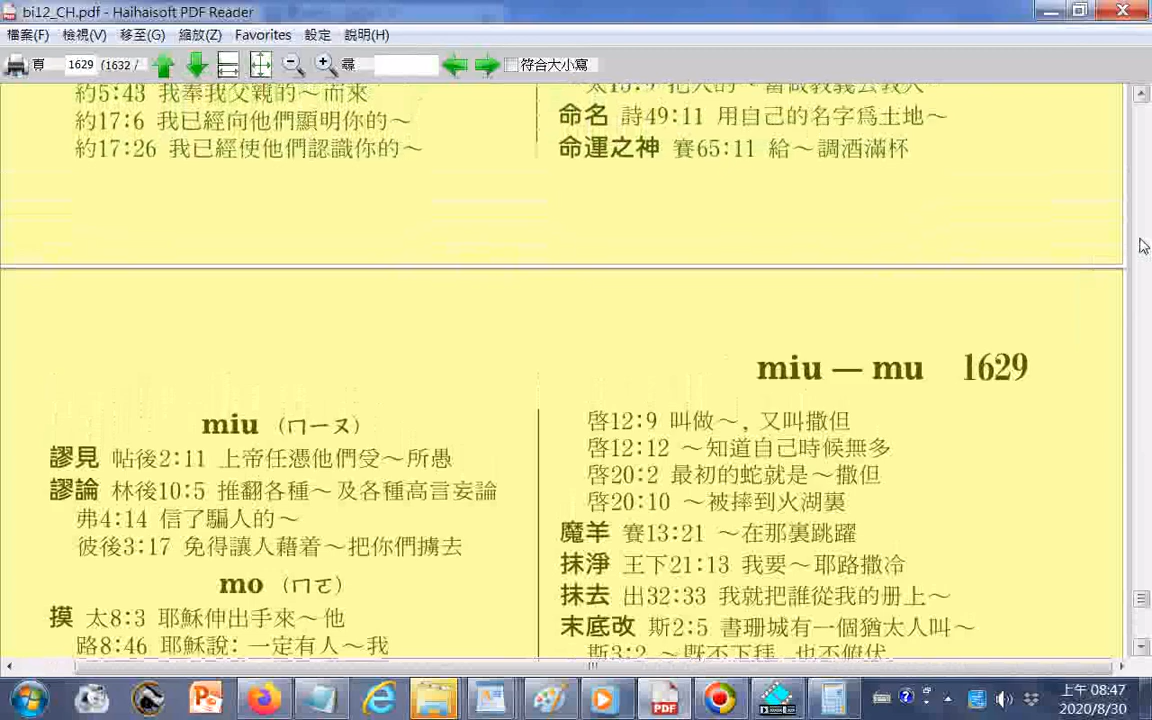 bi12_CH.pdf - Haihaisoft PDF Reader
檔案(F) 檢視(V) 移至(G) 縮放(Z) Favorites 設定 說明(H)
頁 1629 (1632 / 尋 符合大小寫
約5:43 我奉我父親的～而來
約17:6 我已經向他們顯明你的～
約17:26 我已經使他們認識你的～
命名 詩49:11 用自己的名字爲土地～
命運之神 賽65:11 給～調酒滿杯
miu — mu 1629
miu (ㄇㄧㄡ)
謬見 帖後2:11 上帝任憑他們受～所愚
謬論 林後10:5 推翻各種～及各種高言妄論
弗4:14 信了騙人的～
彼後3:17 免得讓人藉着～把你們擄去
mo (ㄇㄛ)
摸 太8:3 耶穌伸出手來～他
路8:46 耶穌說: 一定有人～我
啓12:9 叫做～, 又叫撒但
啓12:12 ～知道自己時候無多
啓20:2 最初的蛇就是～撒但
啓20:10 ～被摔到火湖裏
魔羊 賽13:21 ～在那裏跳躍
抹淨 王下21:13 我要～耶路撒冷
抹去 出32:33 我就把誰從我的册上～
末底改 斯2:5 書珊城有一個猶太人叫～
斯3:2 ～既不下拜, 也不俯伏
上午 08:47
2020/8/30